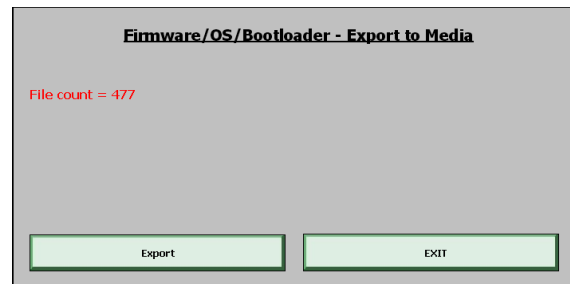 Firmware/OS/Bootloader - Export to Media
File count = 477
Export
EXIT